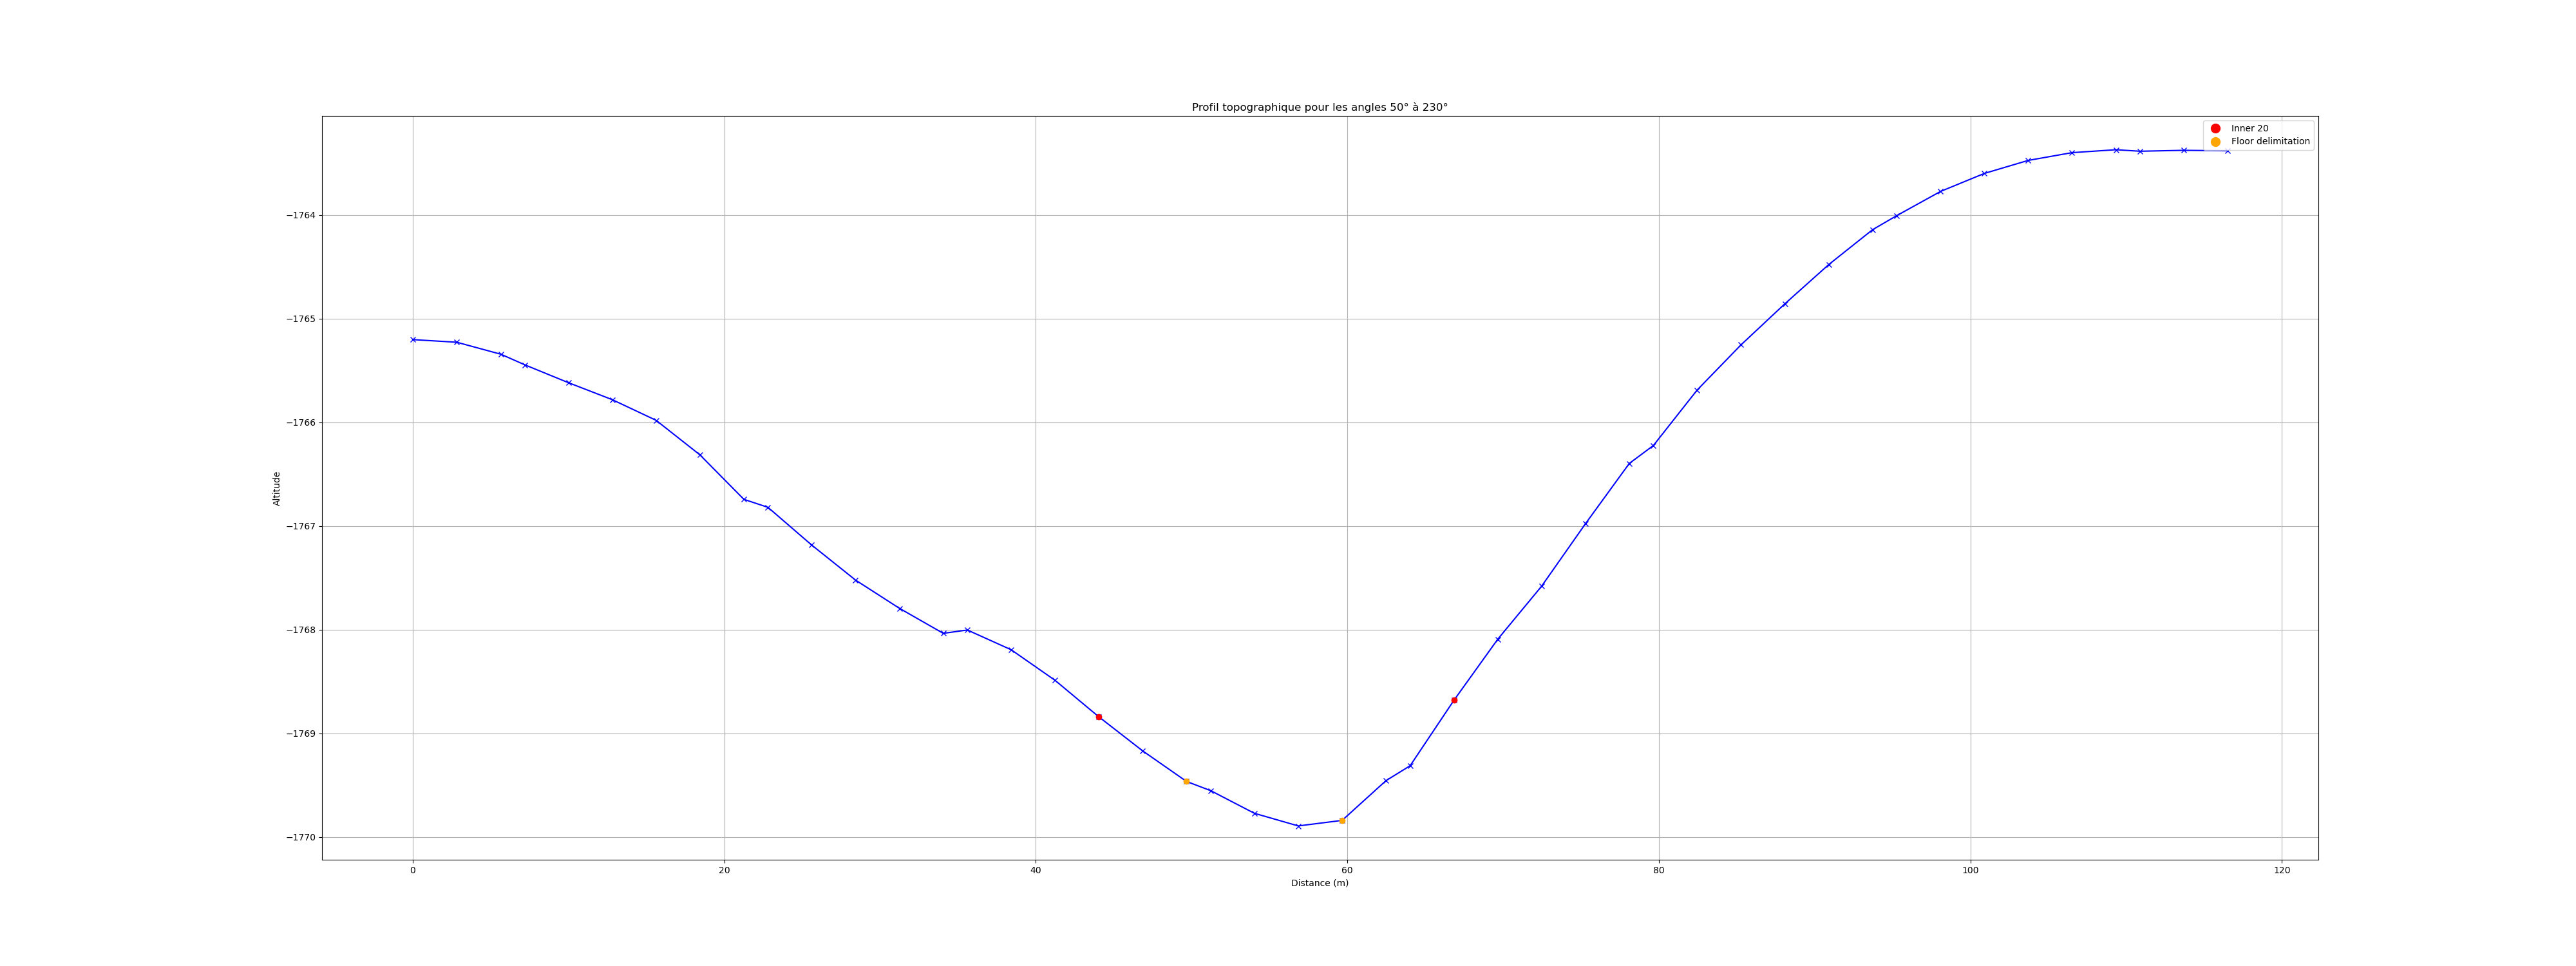 Profil topographique pour les angles 50° à 230°
Inner 20
Floor delimitation
Altitude
−1764
−1765
−1766
−1767
−1768
−1769
−1770
0 20 40 60 80 100 120
Distance (m)